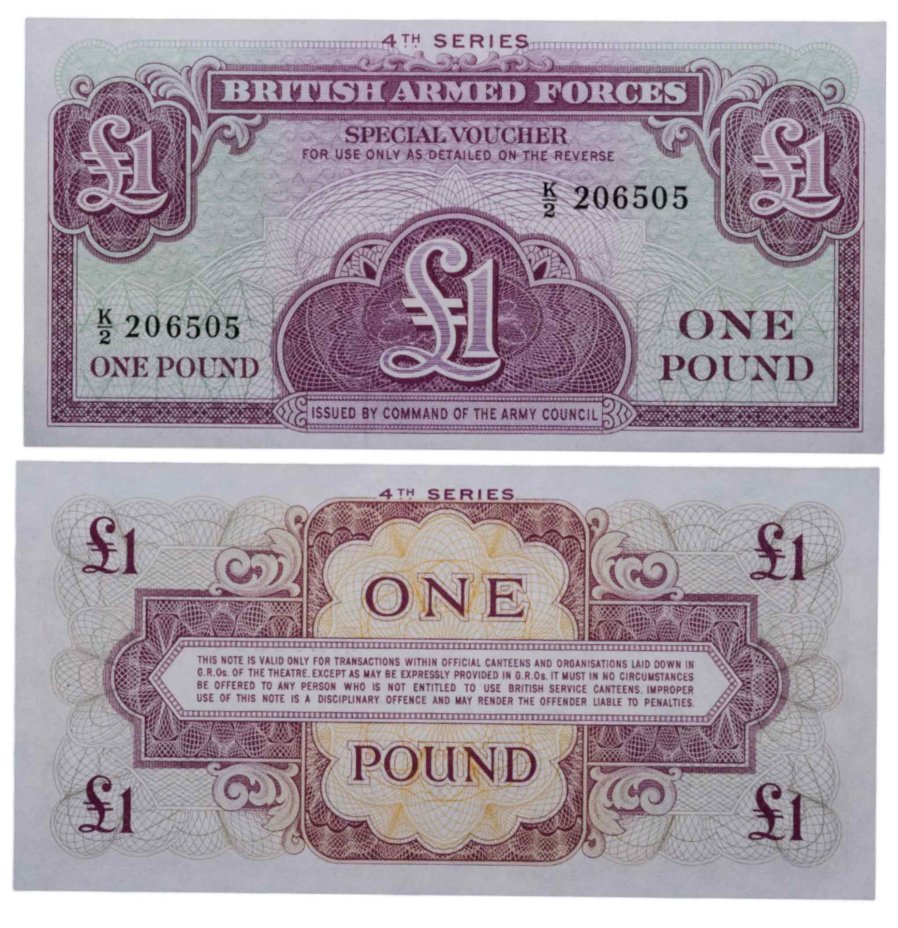 4TH SERIES
BRITISH ARMED FORCES
£1
SPECIAL VOUCHER
£1
FOR USE ONLY AS DETAILED ON THE REVERSE
K/2 206505
£1
K/2 206505
ONE POUND
ONE
POUND
ISSUED BY COMMAND OF THE ARMY COUNCIL
4TH SERIES
£1
£1
ONE
THIS NOTE IS VALID ONLY FOR TRANSACTIONS WITHIN OFFICIAL CANTEENS AND ORGANISATIONS LAID DOWN IN
G.R.Os. OF THE THEATRE. EXCEPT AS MAY BE EXPRESSLY PROVIDED IN G.R.Os. IT MUST IN NO CIRCUMSTANCES
BE OFFERED TO ANY PERSON WHO IS NOT ENTITLED TO USE BRITISH SERVICE CANTEENS. IMPROPER
USE OF THIS NOTE IS A DISCIPLINARY OFFENCE AND MAY RENDER THE OFFENDER LIABLE TO PENALTIES.
POUND
£1
£1